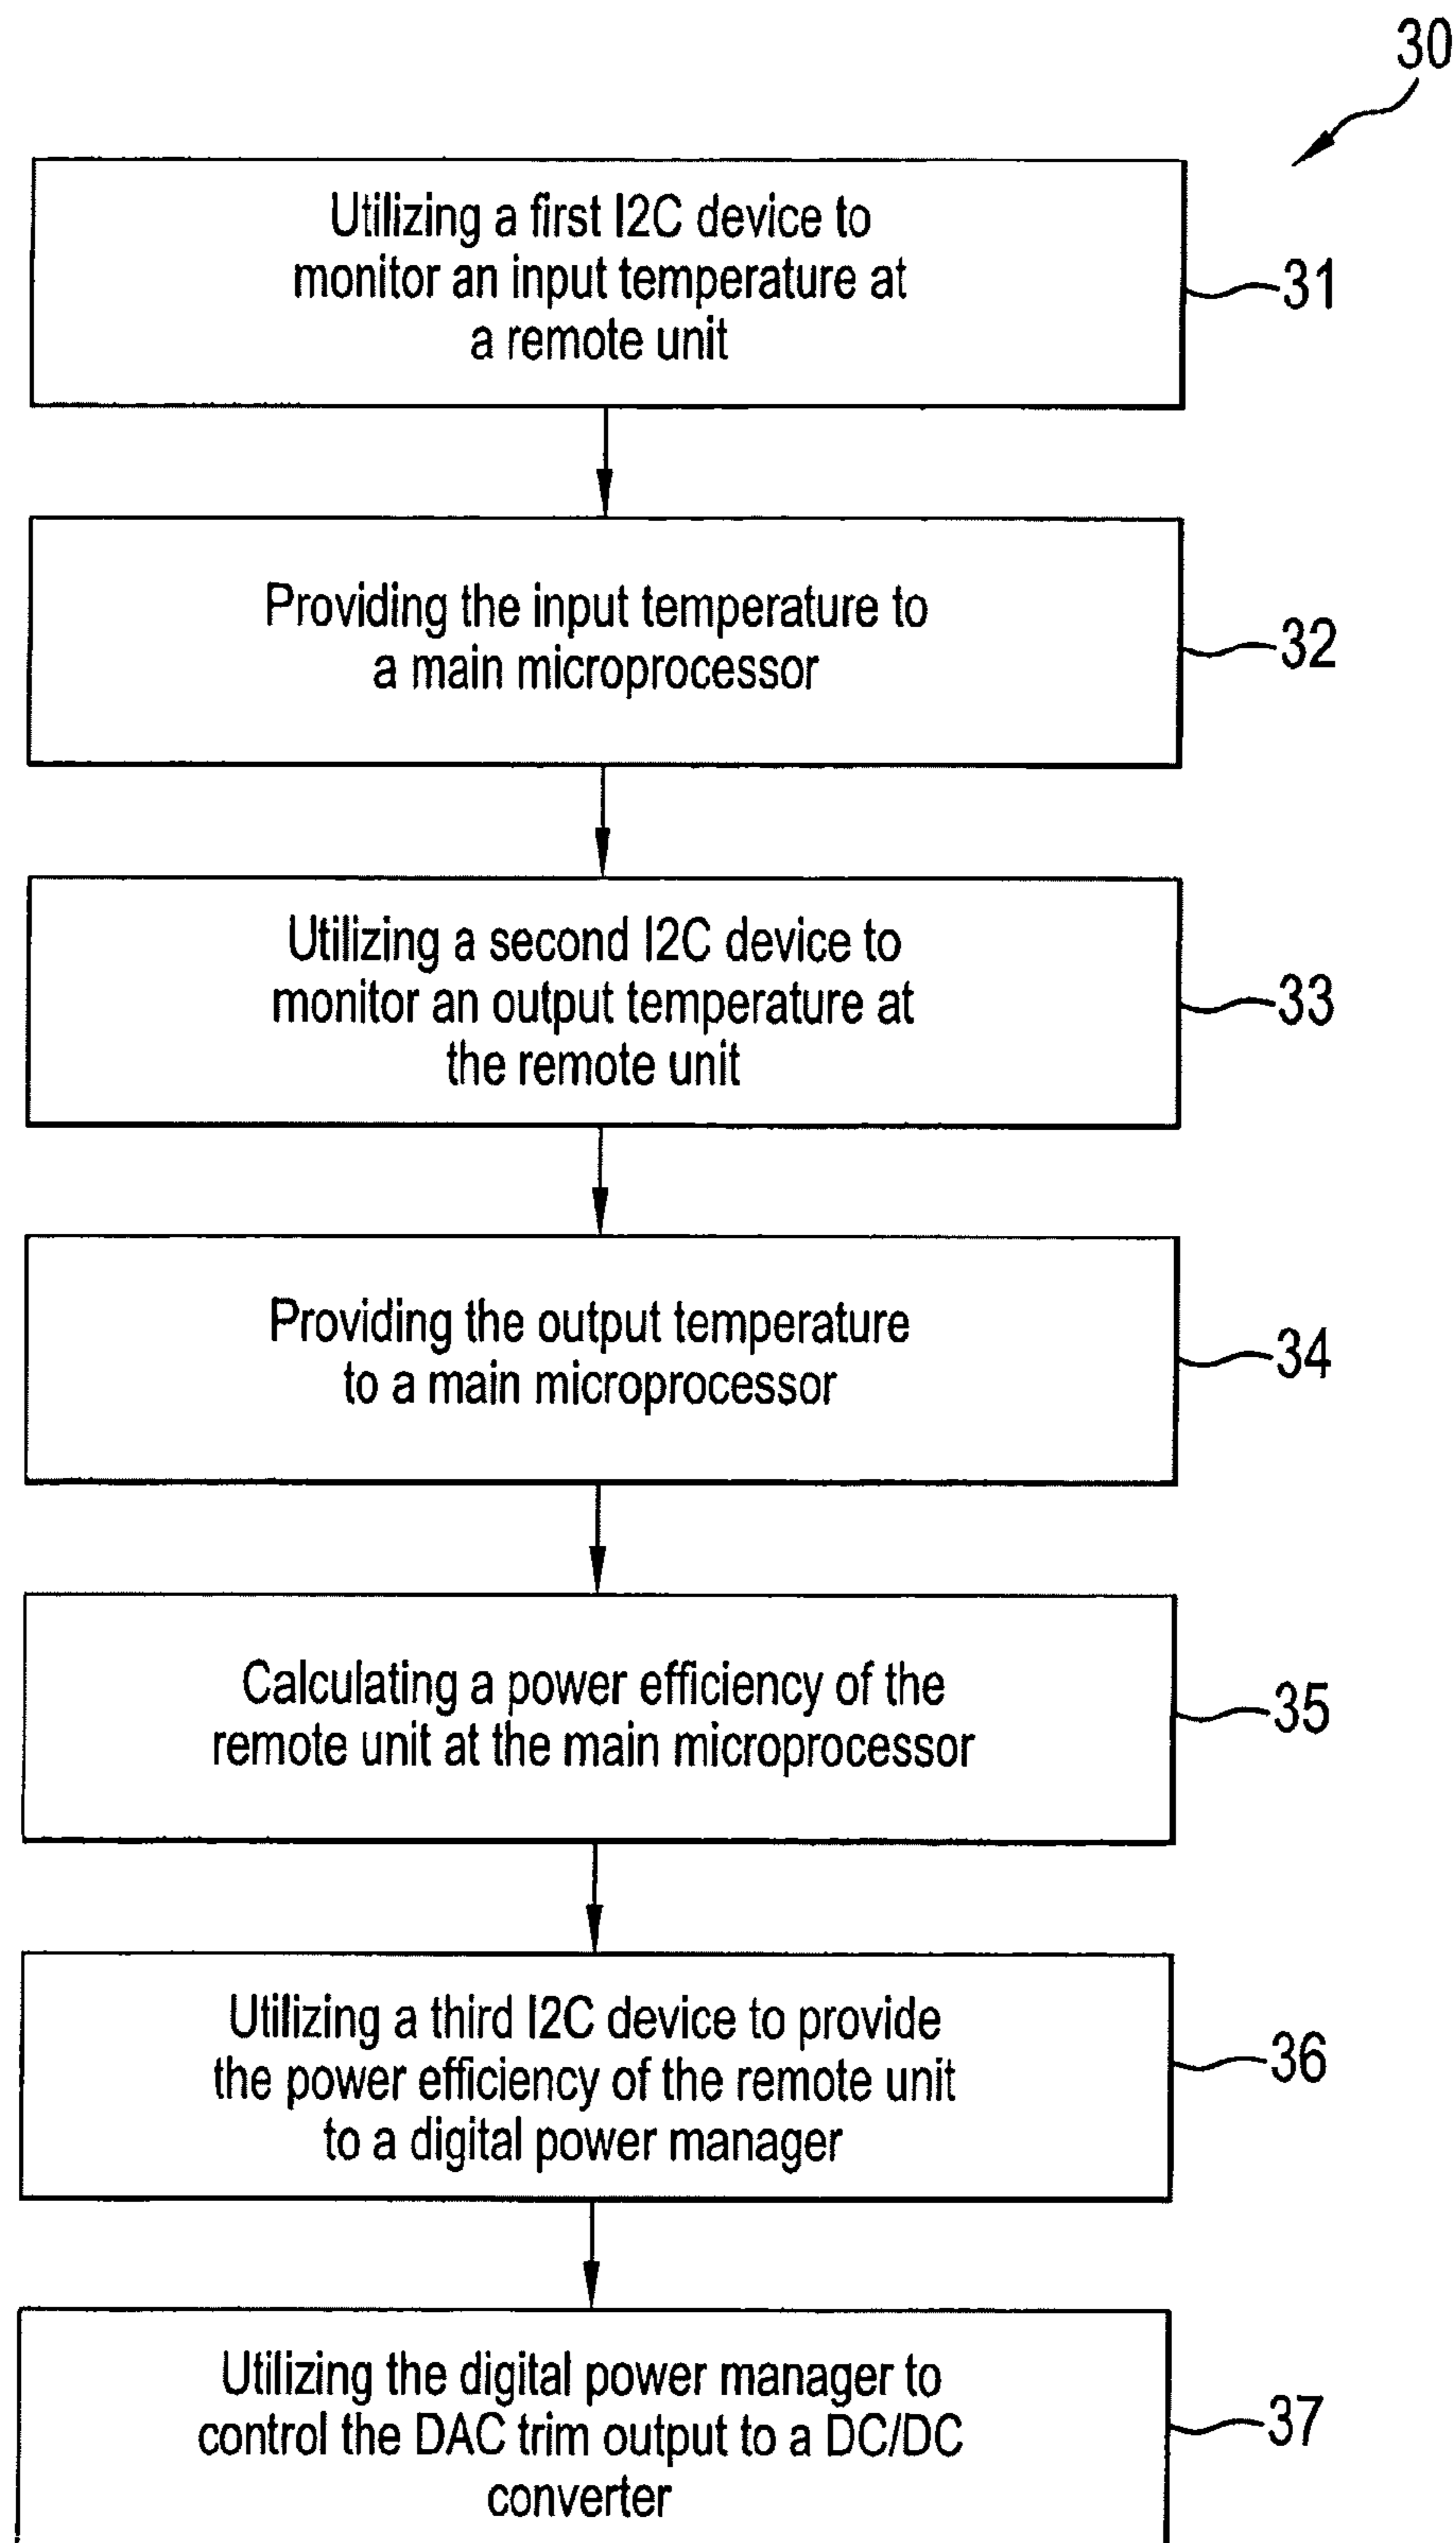 30
Utilizing a first I2C device to
monitor an input temperature at
a remote unit
31
Providing the input temperature to
a main microprocessor
32
Utilizing a second I2C device to
monitor an output temperature at
the remote unit
33
Providing the output temperature
to a main microprocessor
34
Calculating a power efficiency of the
remote unit at the main microprocessor
35
Utilizing a third I2C device to provide
the power efficiency of the remote unit
to a digital power manager
36
Utilizing the digital power manager to
control the DAC trim output to a DC/DC
converter
37